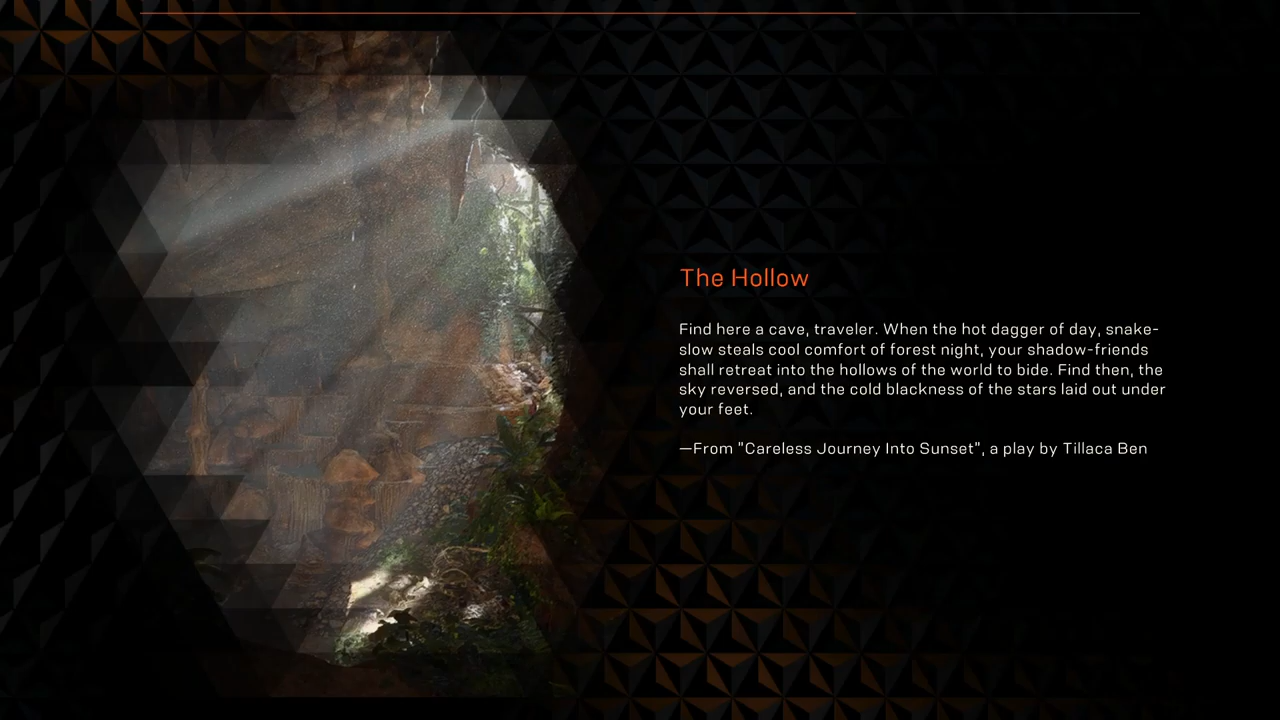 The Hollow
Find here a cave, traveler. When the hot dagger of day, snake-
slow steals cool comfort of forest night, your shadow-friends
shall retreat into the hollows of the world to bide. Find then, the
sky reversed, and the cold blackness of the stars laid out under
your feet.
—From "Careless Journey Into Sunset", a play by Tillaca Ben